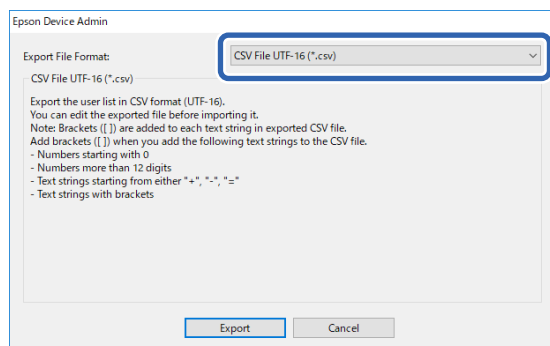 Epson Device Admin
Export File Format:
CSV File UTF-16 (*.csv)
CSV File UTF-16 (*.csv)
Export the user list in CSV format (UTF-16).
You can edit the exported file before importing it.
Note: Brackets ([ ]) are added to each text string in exported CSV file.
Add brackets ([ ]) when you add the following text strings to the CSV file.
- Numbers starting with 0
- Numbers more than 12 digits
- Text strings starting from either "+", "-", "="
- Text strings with brackets
Export
Cancel